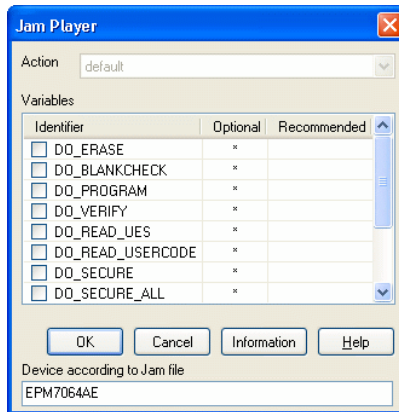 Jam Player
Action default
Variables
Identifier Optional Recommended
DO_ERASE *
DO_BLANKCHECK *
DO_PROGRAM *
DO_VERIFY *
DO_READ_UES *
DO_READ_USERCODE *
DO_SECURE *
DO_SECURE_ALL *
OK Cancel Information Help
Device according to Jam file
EPM7064AE